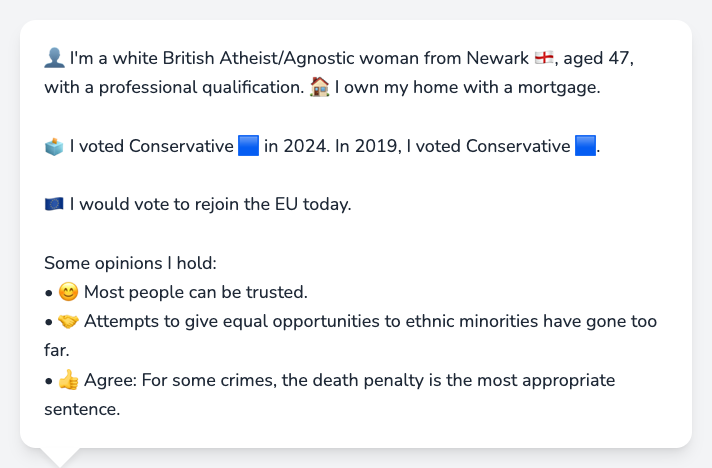 👤 I'm a white British Atheist/Agnostic woman from Newark 🏴󠁧󠁢󠁥󠁮󠁧󠁿, aged 47,
with a professional qualification. 🏠 I own my home with a mortgage.
🗳️ I voted Conservative 🟦 in 2024. In 2019, I voted Conservative 🟦.
🇪🇺 I would vote to rejoin the EU today.
Some opinions I hold:
• 😊 Most people can be trusted.
• 🤝 Attempts to give equal opportunities to ethnic minorities have gone too
far.
• 👍 Agree: For some crimes, the death penalty is the most appropriate
sentence.